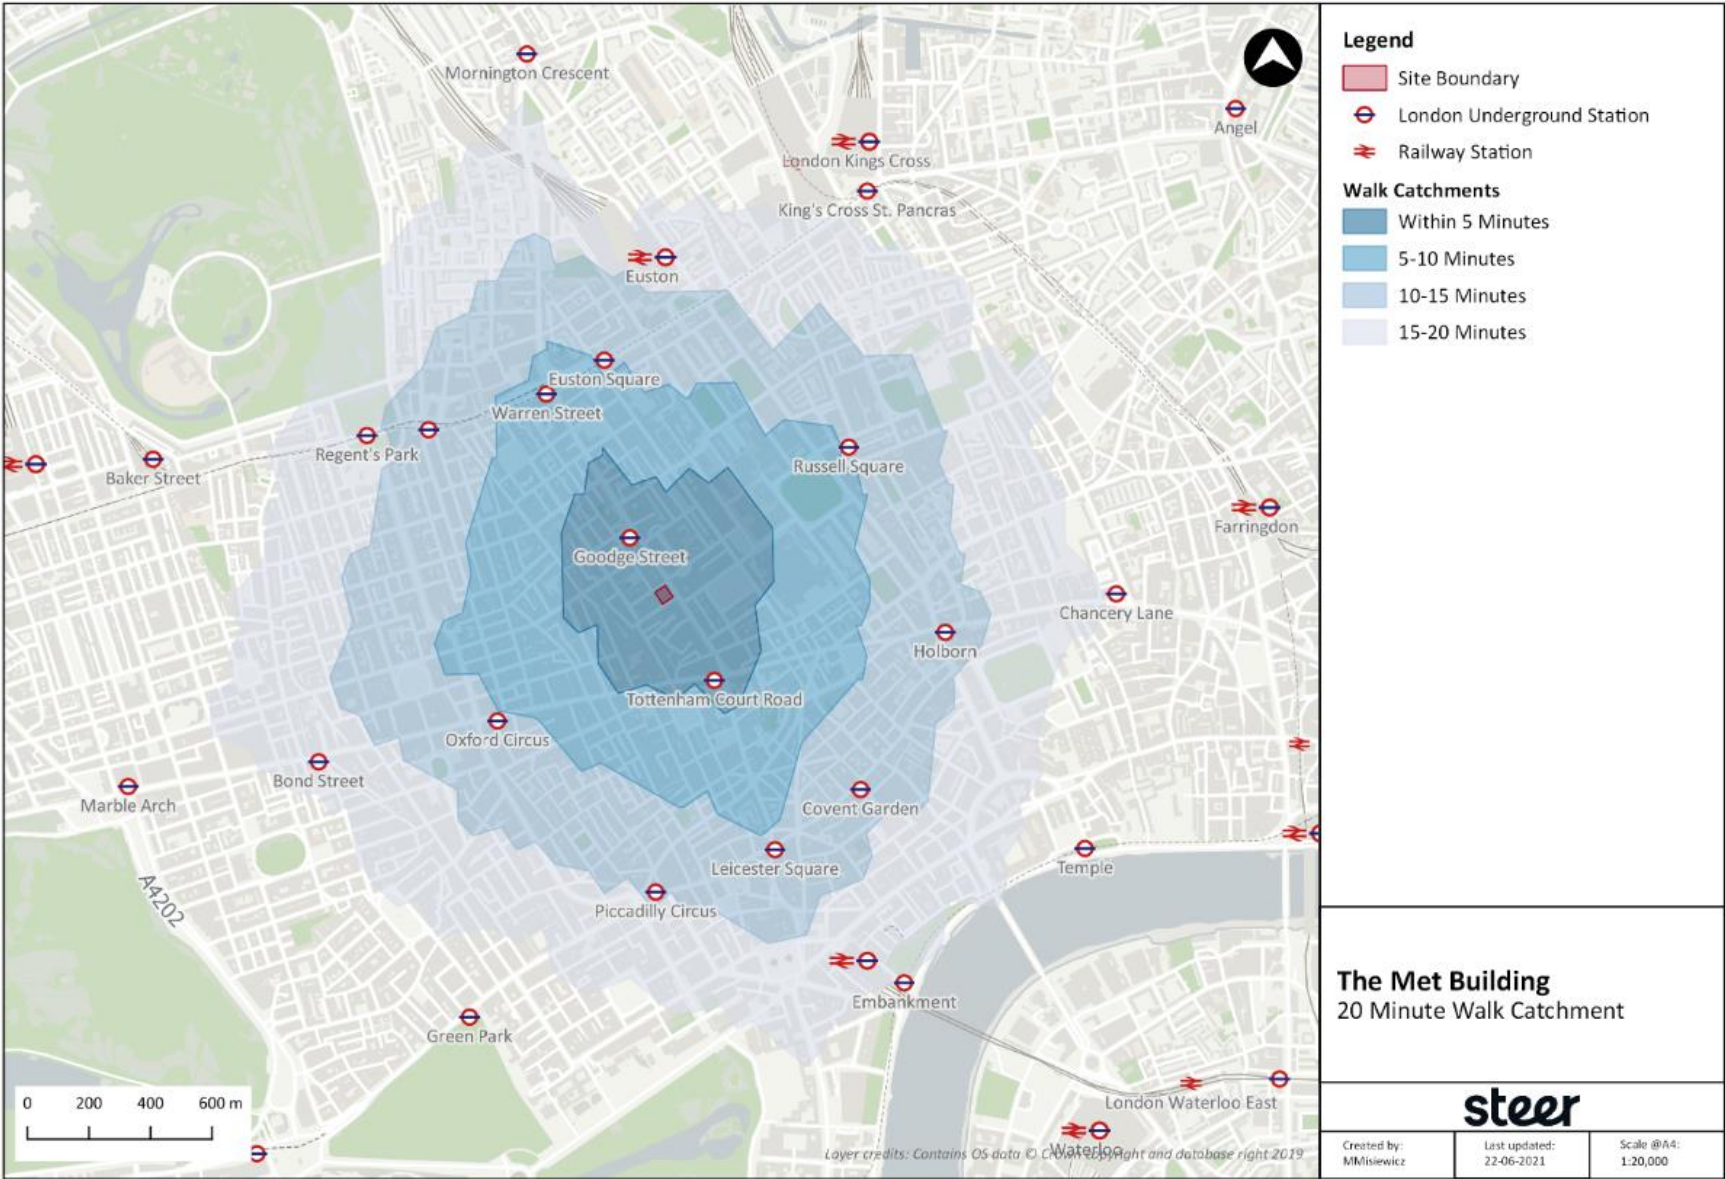 Mornington Crescent
London Kings Cross
King's Cross St. Pancras
Angel
Euston
Euston Square
Warren Street
Regent's Park
Baker Street
Russell Square
Farringdon
Goodge Street
Chancery Lane
Holborn
Tottenham Court Road
Oxford Circus
Bond Street
Marble Arch
Covent Garden
Leicester Square
Temple
A4202
Piccadilly Circus
Embankment
Green Park
London Waterloo East
Waterloo
0 200 400 600 m
Layer credits: Contains OS data © Crown copyright and database right 2019
Legend
Site Boundary
London Underground Station
Railway Station
Walk Catchments
Within 5 Minutes
5-10 Minutes
10-15 Minutes
15-20 Minutes
The Met Building
20 Minute Walk Catchment
steer
Created by:
MMisiewicz
Last updated:
22-06-2021
Scale @A4:
1:20,000